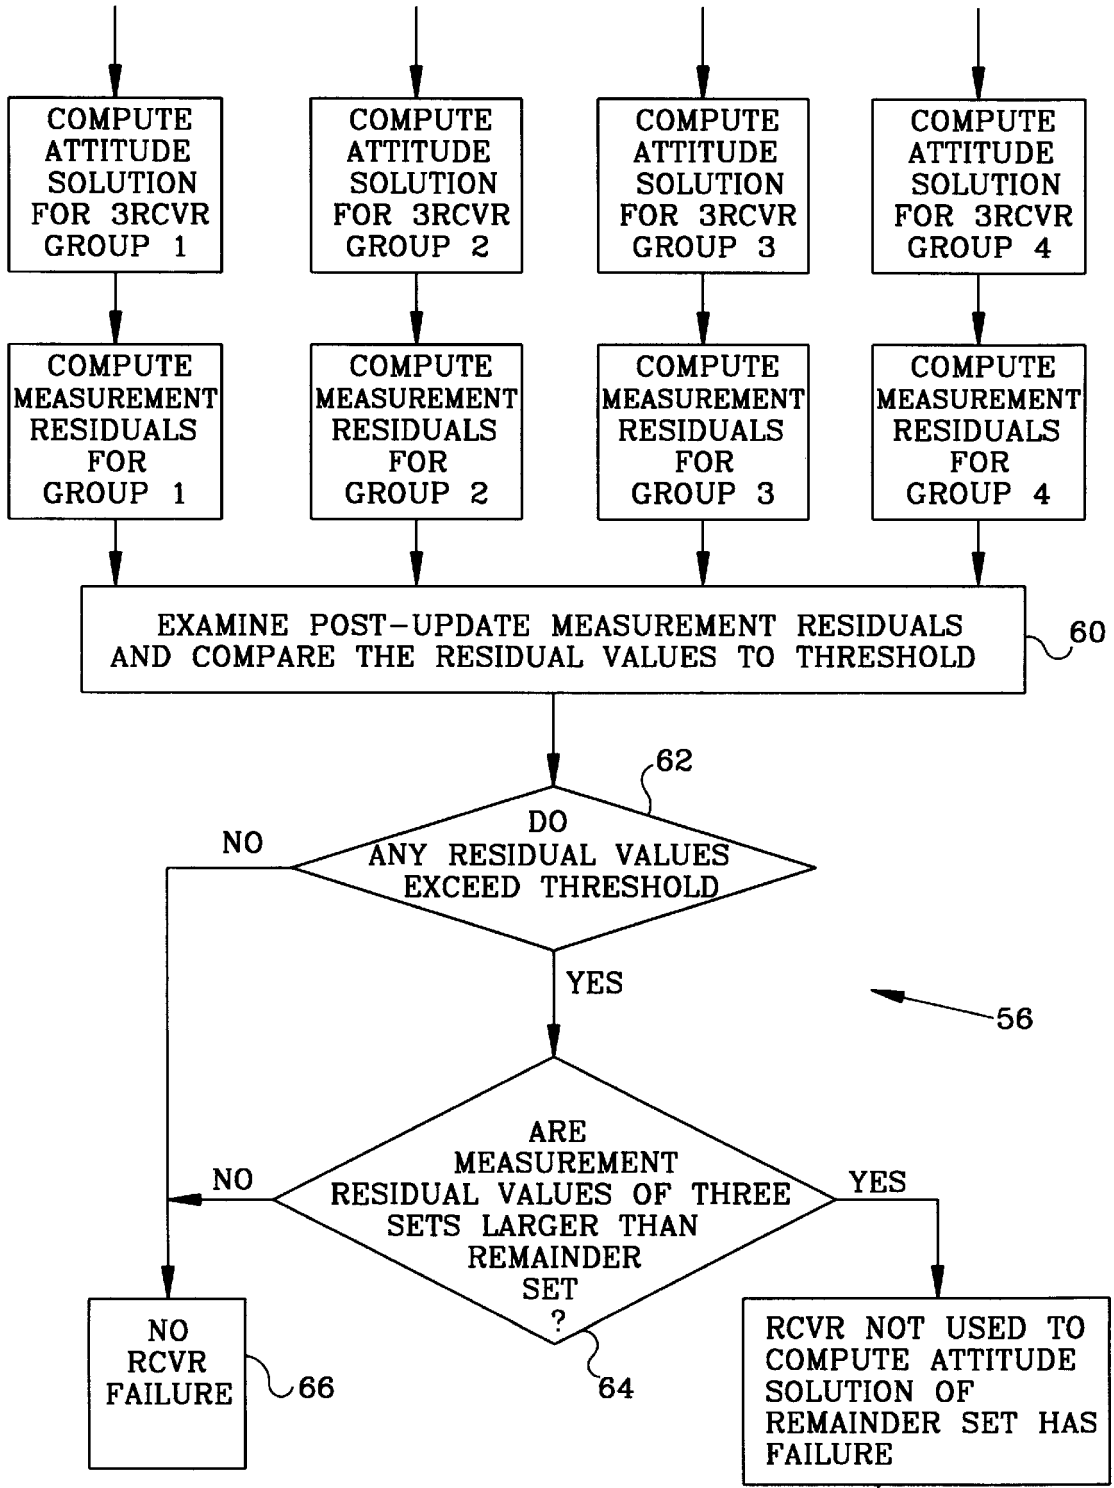 COMPUTE
ATTITUDE
SOLUTION
FOR 3RCVR
GROUP 1
COMPUTE
ATTITUDE
SOLUTION
FOR 3RCVR
GROUP 2
COMPUTE
ATTITUDE
SOLUTION
FOR 3RCVR
GROUP 3
COMPUTE
ATTITUDE
SOLUTION
FOR 3RCVR
GROUP 4
COMPUTE
MEASUREMENT
RESIDUALS
FOR
GROUP 1
COMPUTE
MEASUREMENT
RESIDUALS
FOR
GROUP 2
COMPUTE
MEASUREMENT
RESIDUALS
FOR
GROUP 3
COMPUTE
MEASUREMENT
RESIDUALS
FOR
GROUP 4
EXAMINE POST-UPDATE MEASUREMENT RESIDUALS
AND COMPARE THE RESIDUAL VALUES TO THRESHOLD
60
62
DO
ANY RESIDUAL VALUES
EXCEED THRESHOLD
NO
YES
56
ARE
MEASUREMENT
RESIDUAL VALUES OF THREE
SETS LARGER THAN
REMAINDER
SET
?
NO
YES
64
NO
RCVR
FAILURE
66
RCVR NOT USED TO
COMPUTE ATTITUDE
SOLUTION OF
REMAINDER SET HAS
FAILURE